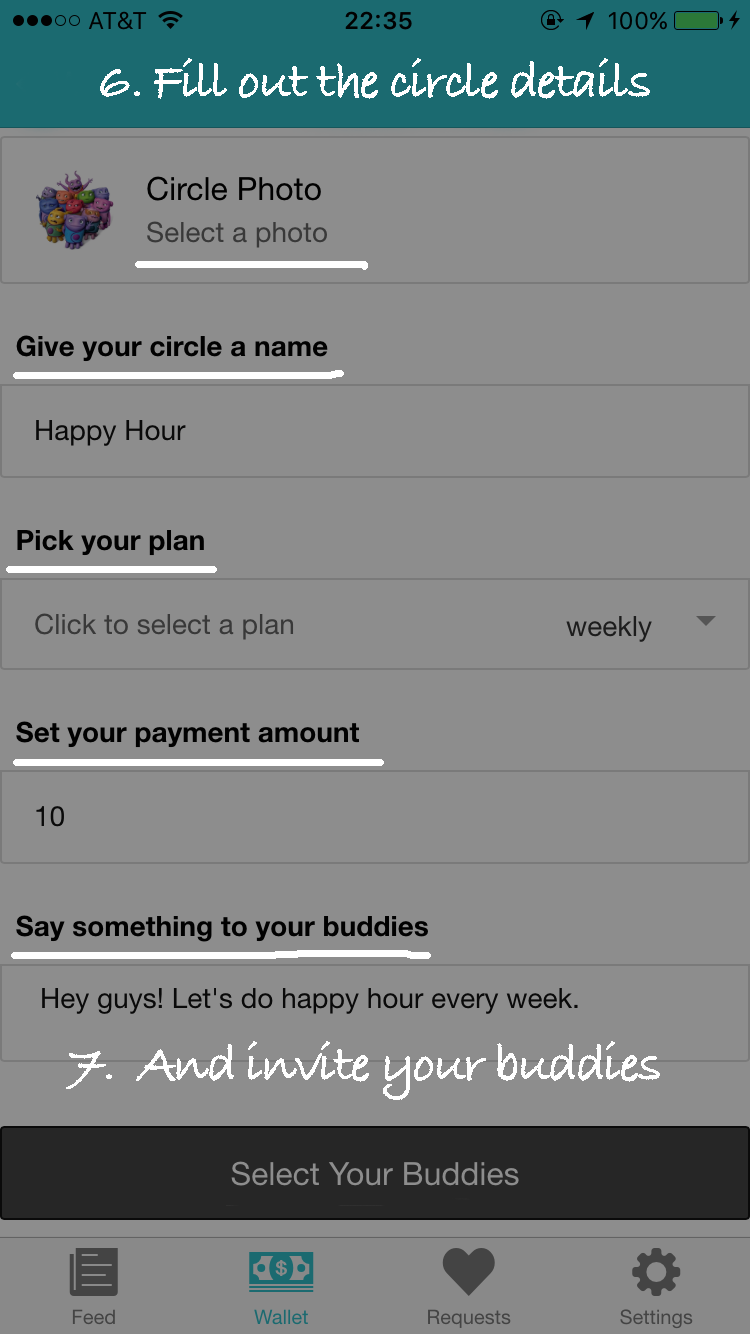 AT&T 22:35 100%
6. Fill out the circle details
Circle Photo
Select a photo
Give your circle a name
Happy Hour
Pick your plan
Click to select a plan weekly
Set your payment amount
10
Say something to your buddies
Hey guys! Let's do happy hour every week.
7. And invite your buddies
Select Your Buddies
Feed Wallet Requests Settings